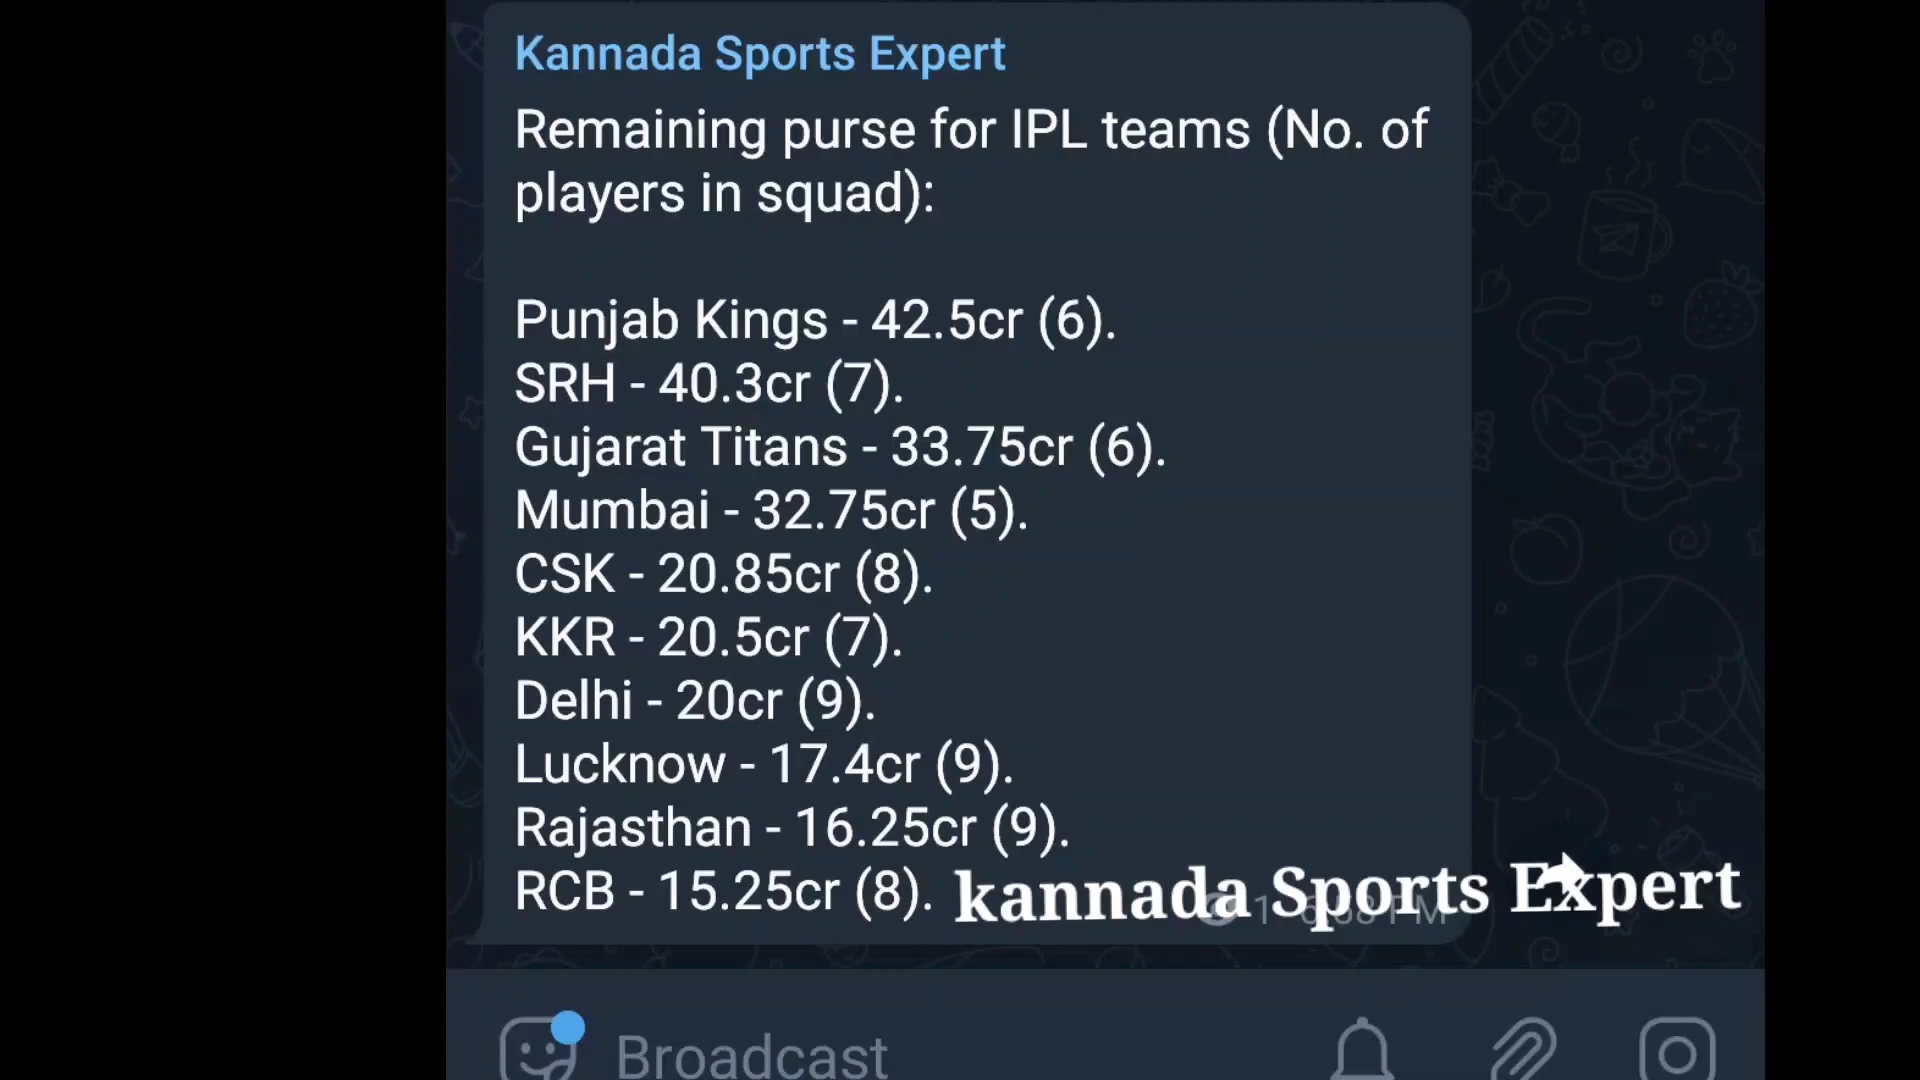 Kannada Sports Expert
Remaining purse for IPL teams (No. of
players in squad):
Punjab Kings - 42.5cr (6).
SRH - 40.3cr (7).
Gujarat Titans - 33.75cr (6).
Mumbai - 32.75cr (5).
CSK - 20.85cr (8).
KKR - 20.5cr (7).
Delhi - 20cr (9).
Lucknow - 17.4cr (9).
Rajasthan - 16.25cr (9).
RCB - 15.25cr (8).
kannada Sports Expert
Broadcast